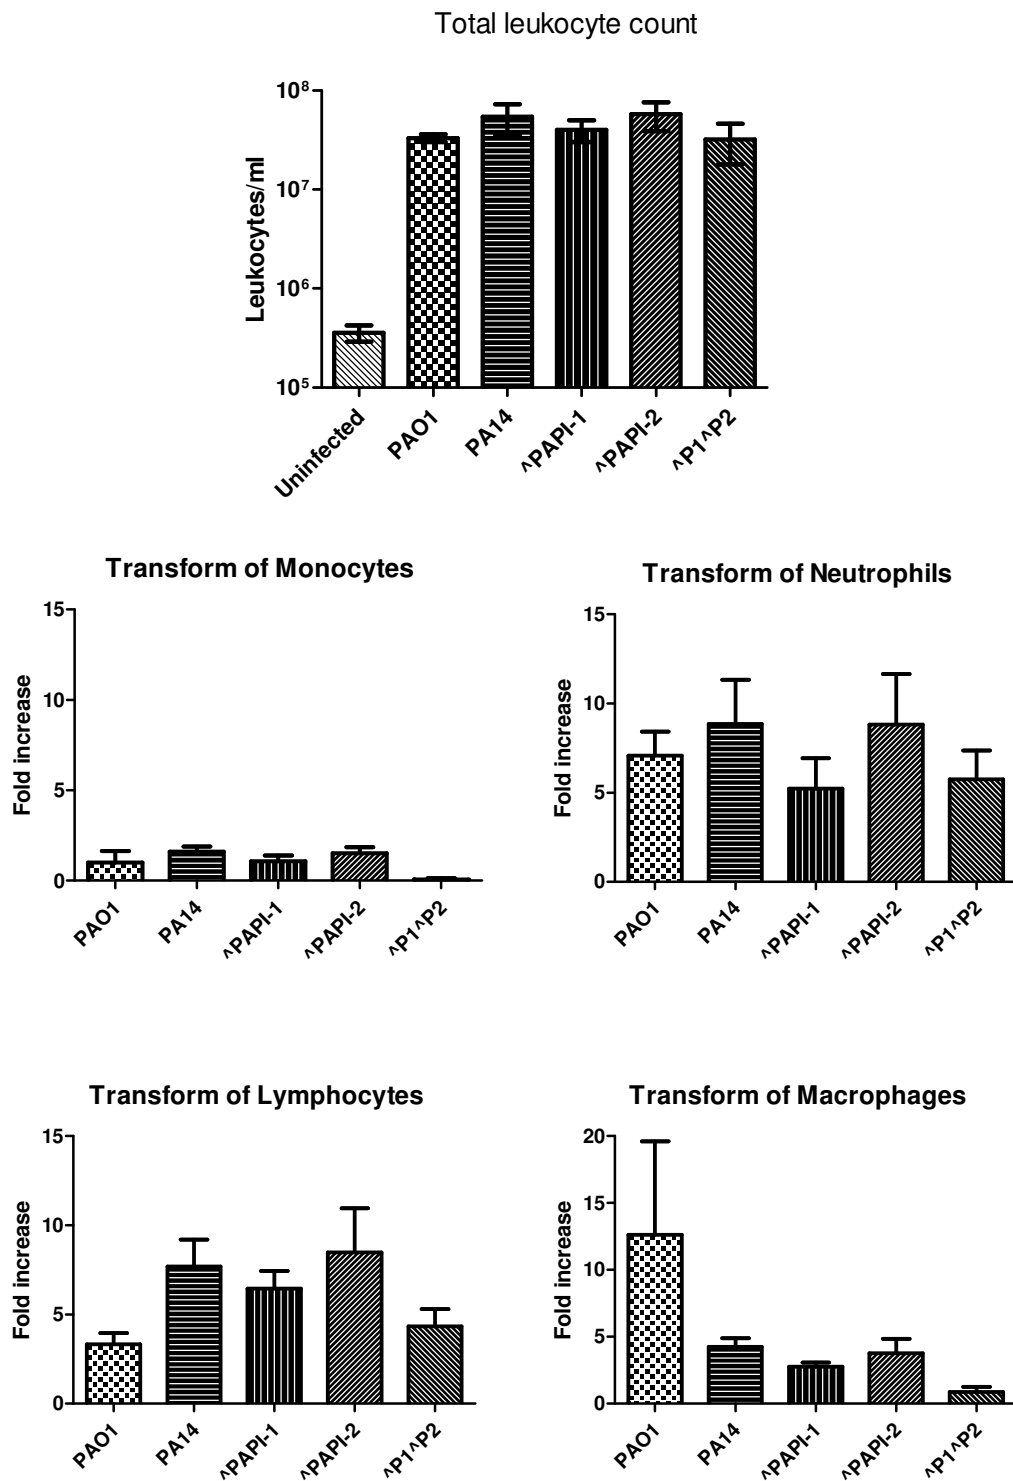 Total leukocyte count
10⁸
10⁷
10⁶
10⁵
Leukocytes/ml
Uninfected
PAO1
PA14
^PAPI-1
^PAPI-2
^P1^P2
Transform of Monocytes
15
10
5
0
Fold increase
PAO1
PA14
^PAPI-1
^PAPI-2
^P1^P2
Transform of Neutrophils
15
10
5
0
Fold increase
PAO1
PA14
^PAPI-1
^PAPI-2
^P1^P2
Transform of Lymphocytes
15
10
5
0
Fold increase
PAO1
PA14
^PAPI-1
^PAPI-2
^P1^P2
Transform of Macrophages
20
15
10
5
0
Fold increase
PAO1
PA14
^PAPI-1
^PAPI-2
^P1^P2